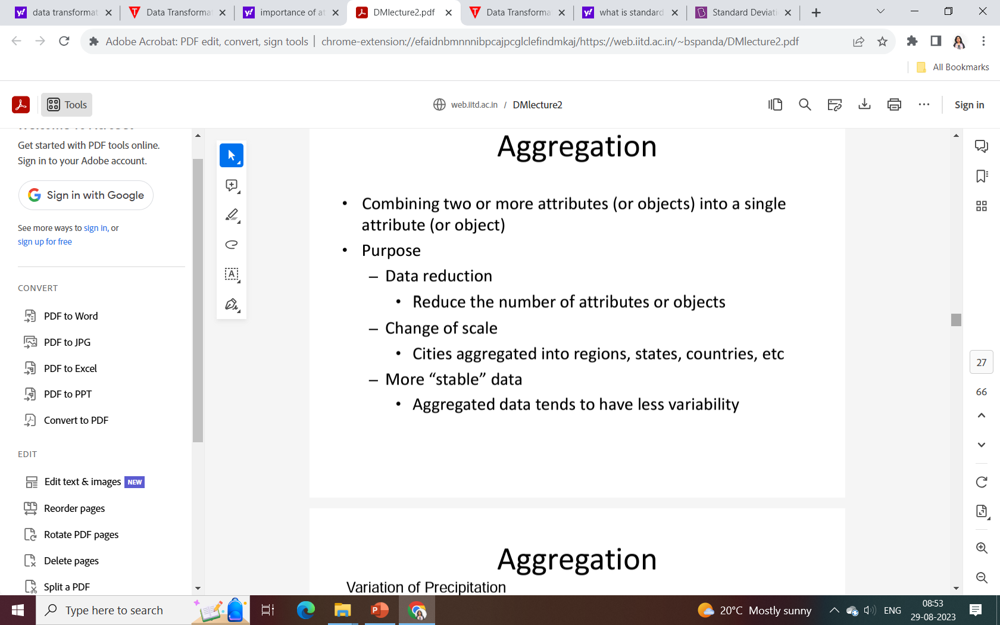 data transformat
Data Transformat
importance of at
DMlecture2.pdf
Data Transforma
what is standard
Standard Deviati
Adobe Acrobat: PDF edit, convert, sign tools
chrome-extension://efaidnbmnnnibpcajpcglclefindmkaj/https://web.iitd.ac.in/~bspanda/DMlecture2.pdf
All Bookmarks
Tools
web.iitd.ac.in / DMlecture2
Sign in
Get started with PDF tools online.
Sign in to your Adobe account.
Sign in with Google
See more ways to sign in, or
sign up for free
CONVERT
PDF to Word
PDF to JPG
PDF to Excel
PDF to PPT
Convert to PDF
EDIT
Edit text & images NEW
Reorder pages
Rotate PDF pages
Delete pages
Split a PDF
Aggregation
• Combining two or more attributes (or objects) into a single
attribute (or object)
• Purpose
– Data reduction
• Reduce the number of attributes or objects
– Change of scale
• Cities aggregated into regions, states, countries, etc
– More “stable” data
• Aggregated data tends to have less variability
Aggregation
Variation of Precipitation
27
66
Type here to search
20°C Mostly sunny
ENG
08:53
29-08-2023